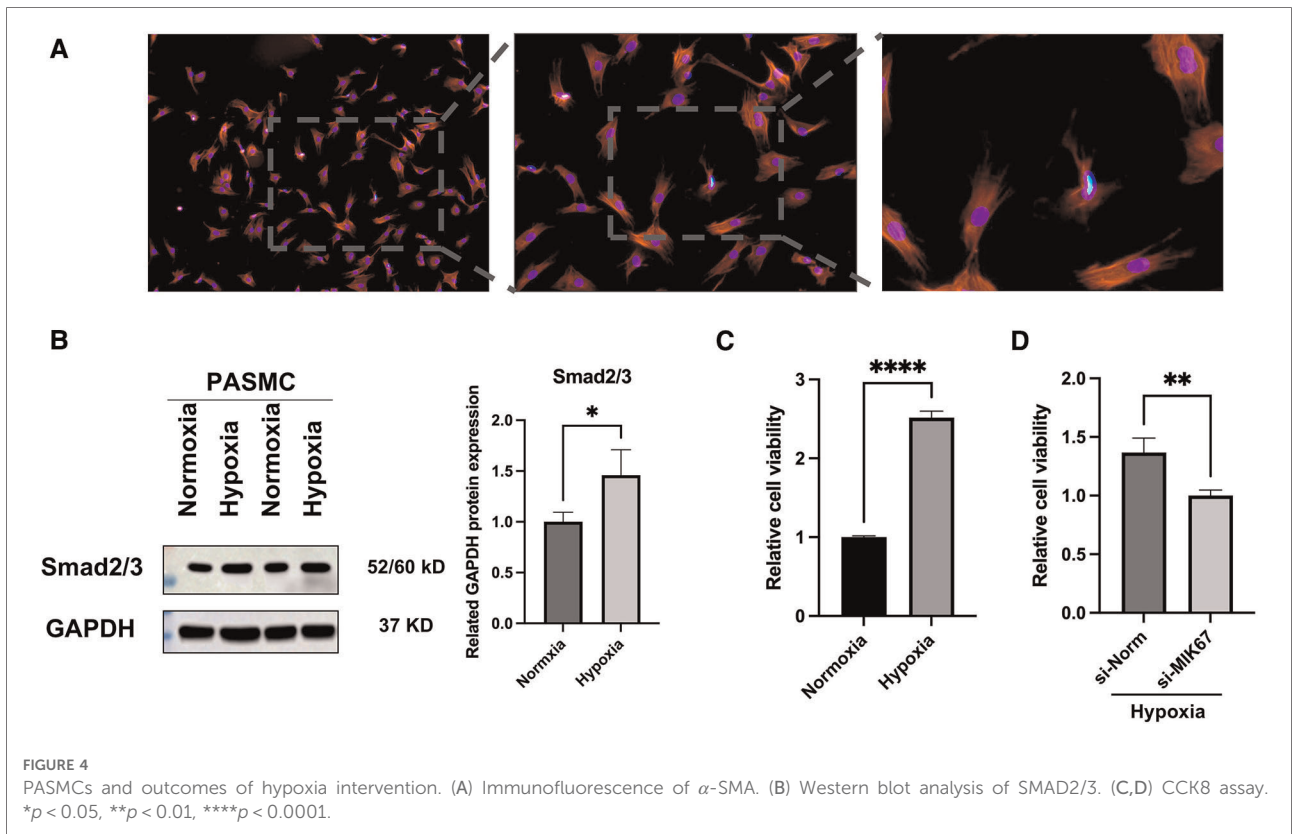 A
B
PASMC
Normoxia
Hypoxia
Normoxia
Hypoxia
Smad2/3
52/60 kD
GAPDH
37 KD
Smad2/3
Related GAPDH protein expression
2.0
1.5
1.0
0.5
0.0
*
Normxia
Hypoxia
C
Relative cell viability
3
2
1
0
****
Normoxia
Hypoxia
D
Relative cell viability
2.0
1.5
1.0
0.5
0.0
**
si-Norm
si-MIK67
Hypoxia
FIGURE 4
PASMCs and outcomes of hypoxia intervention. (A) Immunofluorescence of α-SMA. (B) Western blot analysis of SMAD2/3. (C,D) CCK8 assay.
*p < 0.05, **p < 0.01, ****p < 0.0001.